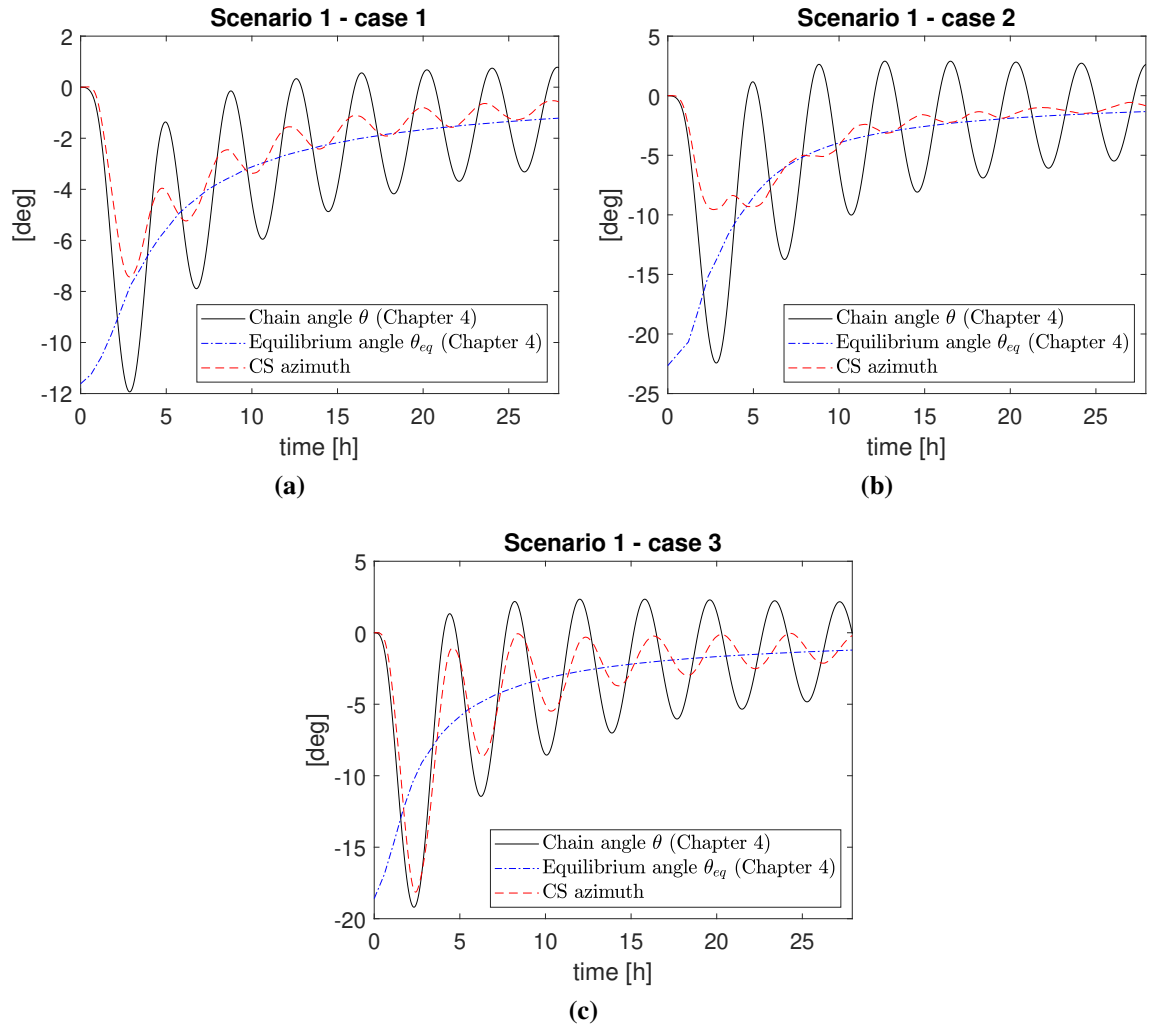 Scenario 1 - case 1
2
0
-2
-4
-6
-8
-10
-12
[deg]
0 5 10 15 20 25
time [h]
Chain angle θ (Chapter 4)
Equilibrium angle θeq (Chapter 4)
CS azimuth
(a)
Scenario 1 - case 2
5
0
-5
-10
-15
-20
-25
[deg]
0 5 10 15 20 25
time [h]
Chain angle θ (Chapter 4)
Equilibrium angle θeq (Chapter 4)
CS azimuth
(b)
Scenario 1 - case 3
5
0
-5
-10
-15
-20
[deg]
0 5 10 15 20 25
time [h]
Chain angle θ (Chapter 4)
Equilibrium angle θeq (Chapter 4)
CS azimuth
(c)